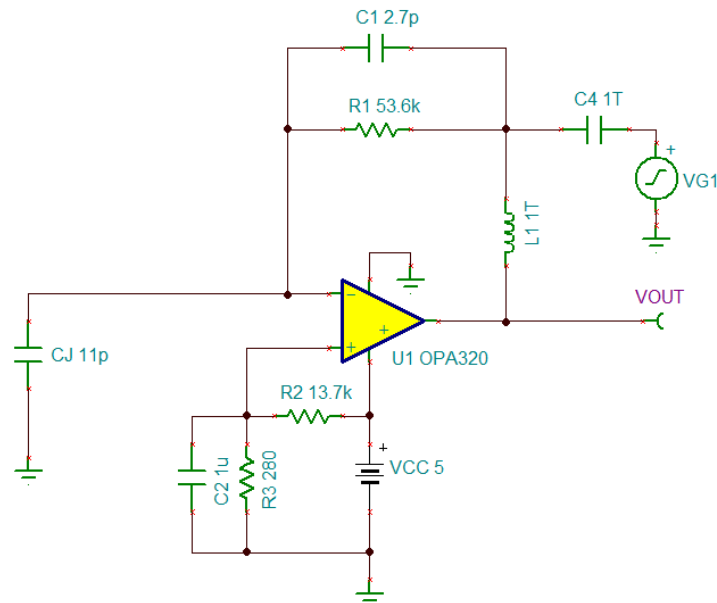 C1 2.7p
R1 53.6k
C4 1T
+
VG1
L1 1T
VOUT
−
+
+
U1 OPA320
CJ 11p
R2 13.7k
+
VCC 5
C2 1u
R3 280